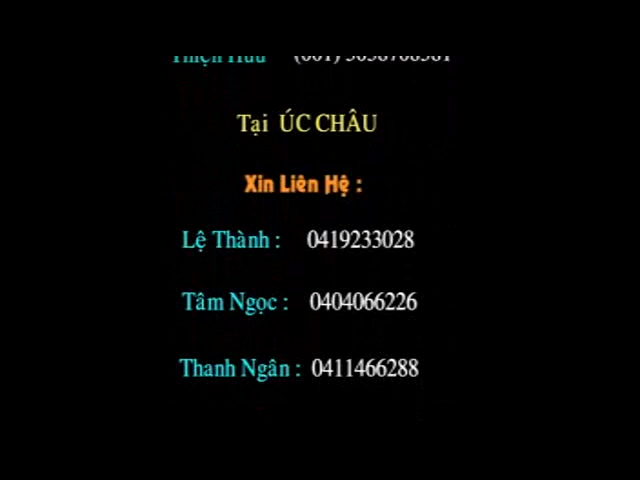 Tại ÚC CHÂU
Xin Liên Hệ :
Lệ Thành : 0419233028
Tâm Ngọc : 0404066226
Thanh Ngân : 0411466288